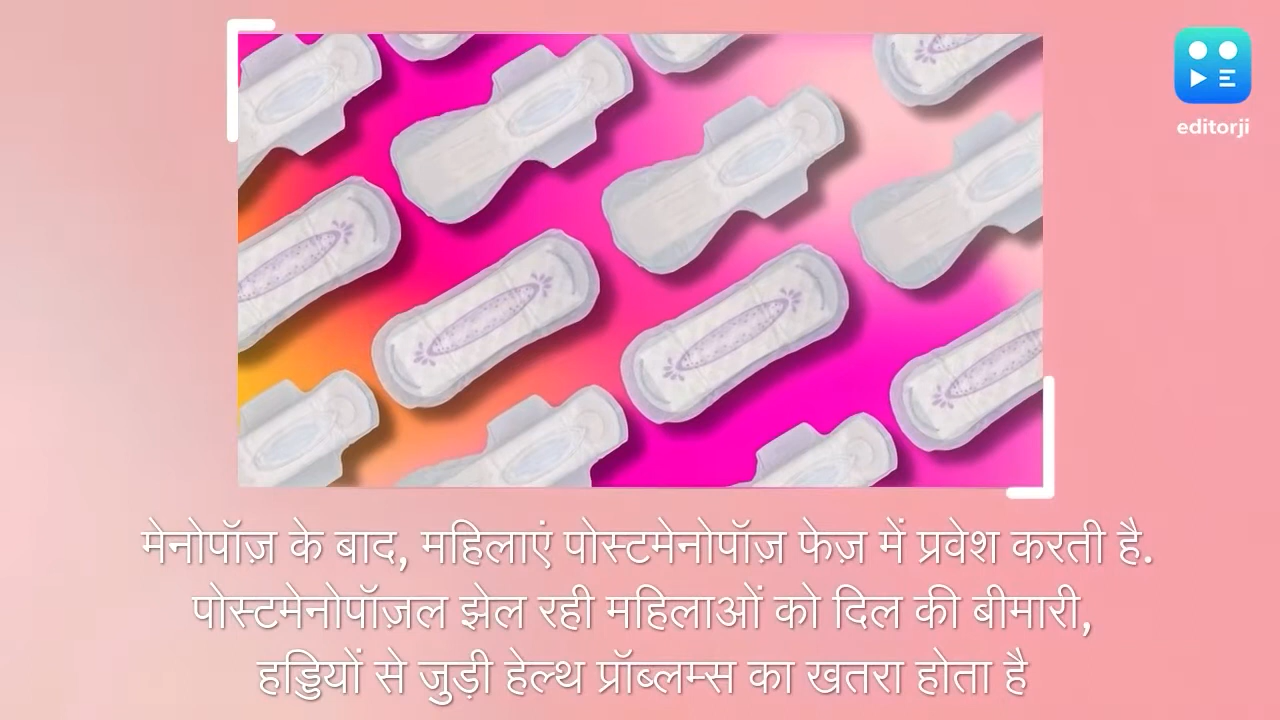 editorji
मेनोपॉज़ के बाद, महिलाएं पोस्टमेनोपॉज़ फेज़ में प्रवेश करती है.
पोस्टमेनोपॉज़ल झेल रही महिलाओं को दिल की बीमारी,
हड्डियों से जुड़ी हेल्थ प्रॉब्लम्स का खतरा होता है